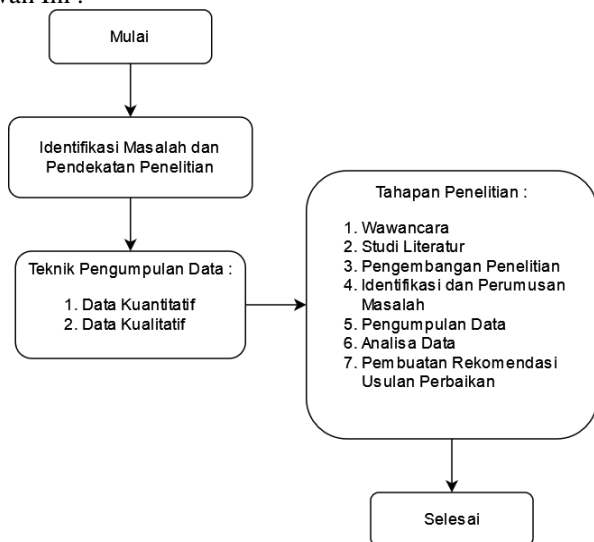 Ini :
Mulai
Identifikasi Masalah dan
Pendekatan Penelitian
Teknik Pengumpulan Data :
1. Data Kuantitatif
2. Data Kualitatif
Tahapan Penelitian :
1. Wawancara
2. Studi Literatur
3. Pengembangan Penelitian
4. Identifikasi dan Perumusan
Masalah
5. Pengumpulan Data
6. Analisa Data
7. Pembuatan Rekomendasi
Usulan Perbaikan
Selesai